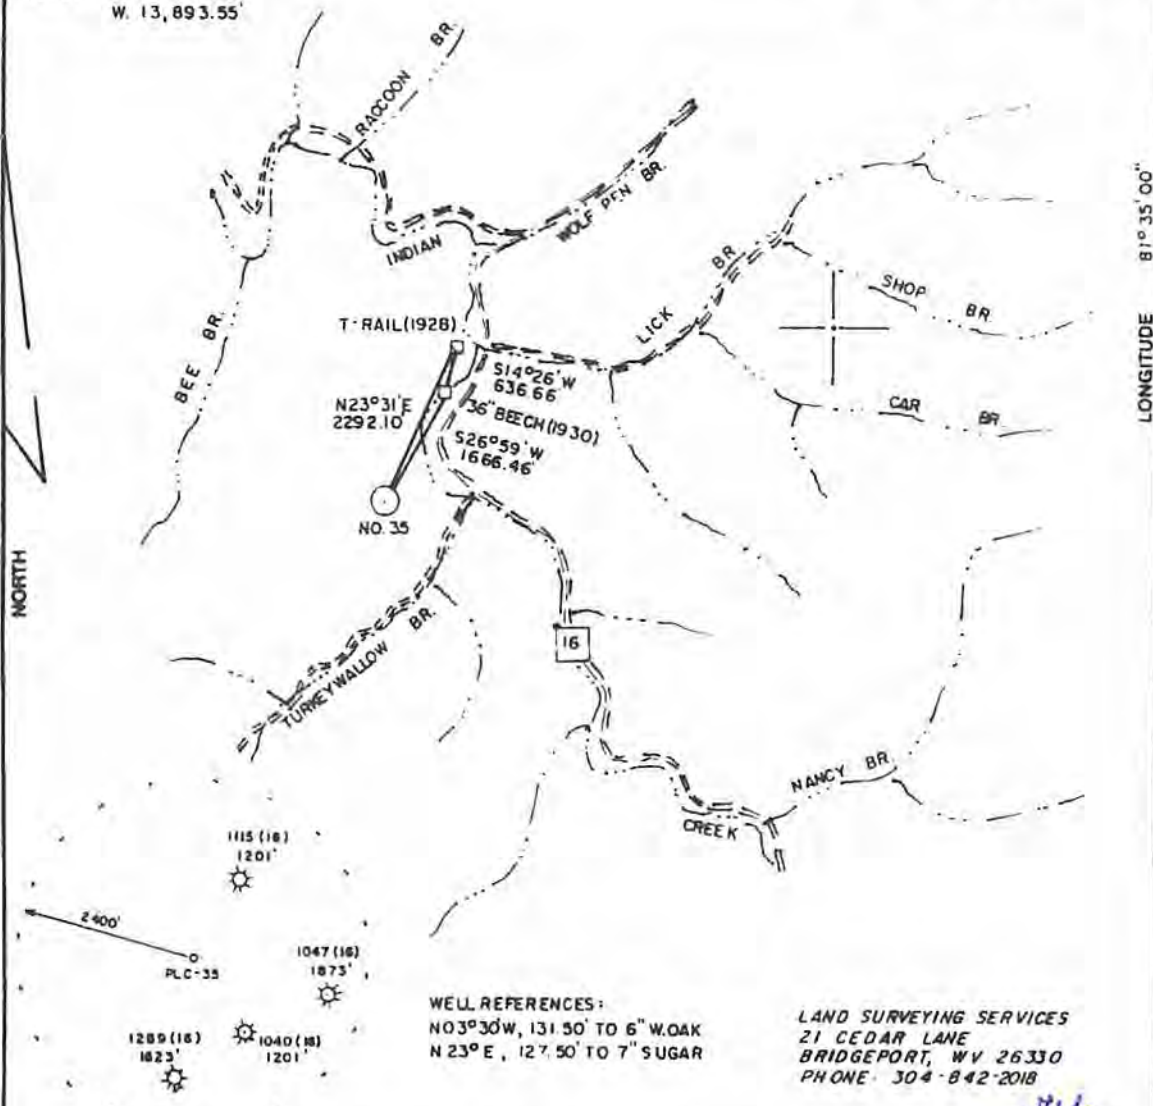 W. 13,893.55'
RACCOON BR.
WOLF PEN BR.
INDIAN
BEE BR.
LICK BR.
SHOP BR.
CAR BR.
LONGITUDE 81° 35' 00"
T-RAIL (1928)
S14°26'W
636.66'
N23°31'E
2292.10'
36" BEECH (1930)
S26°59'W
1666.46'
NO. 35
NORTH
16
TURKEYWALLOW BR.
NANCY BR.
CREEK
1115 (18)
1201'
2400'
PLC-35
1047 (16)
1873'
1289 (18)
1823'
1040 (18)
1201'
WELL REFERENCES:
N03°30'W, 131.50' TO 6" W.OAK
N 23° E, 127.50' TO 7" SUGAR
LAND SURVEYING SERVICES
21 CEDAR LANE
BRIDGEPORT, WV 26330
PHONE 304-842-2018